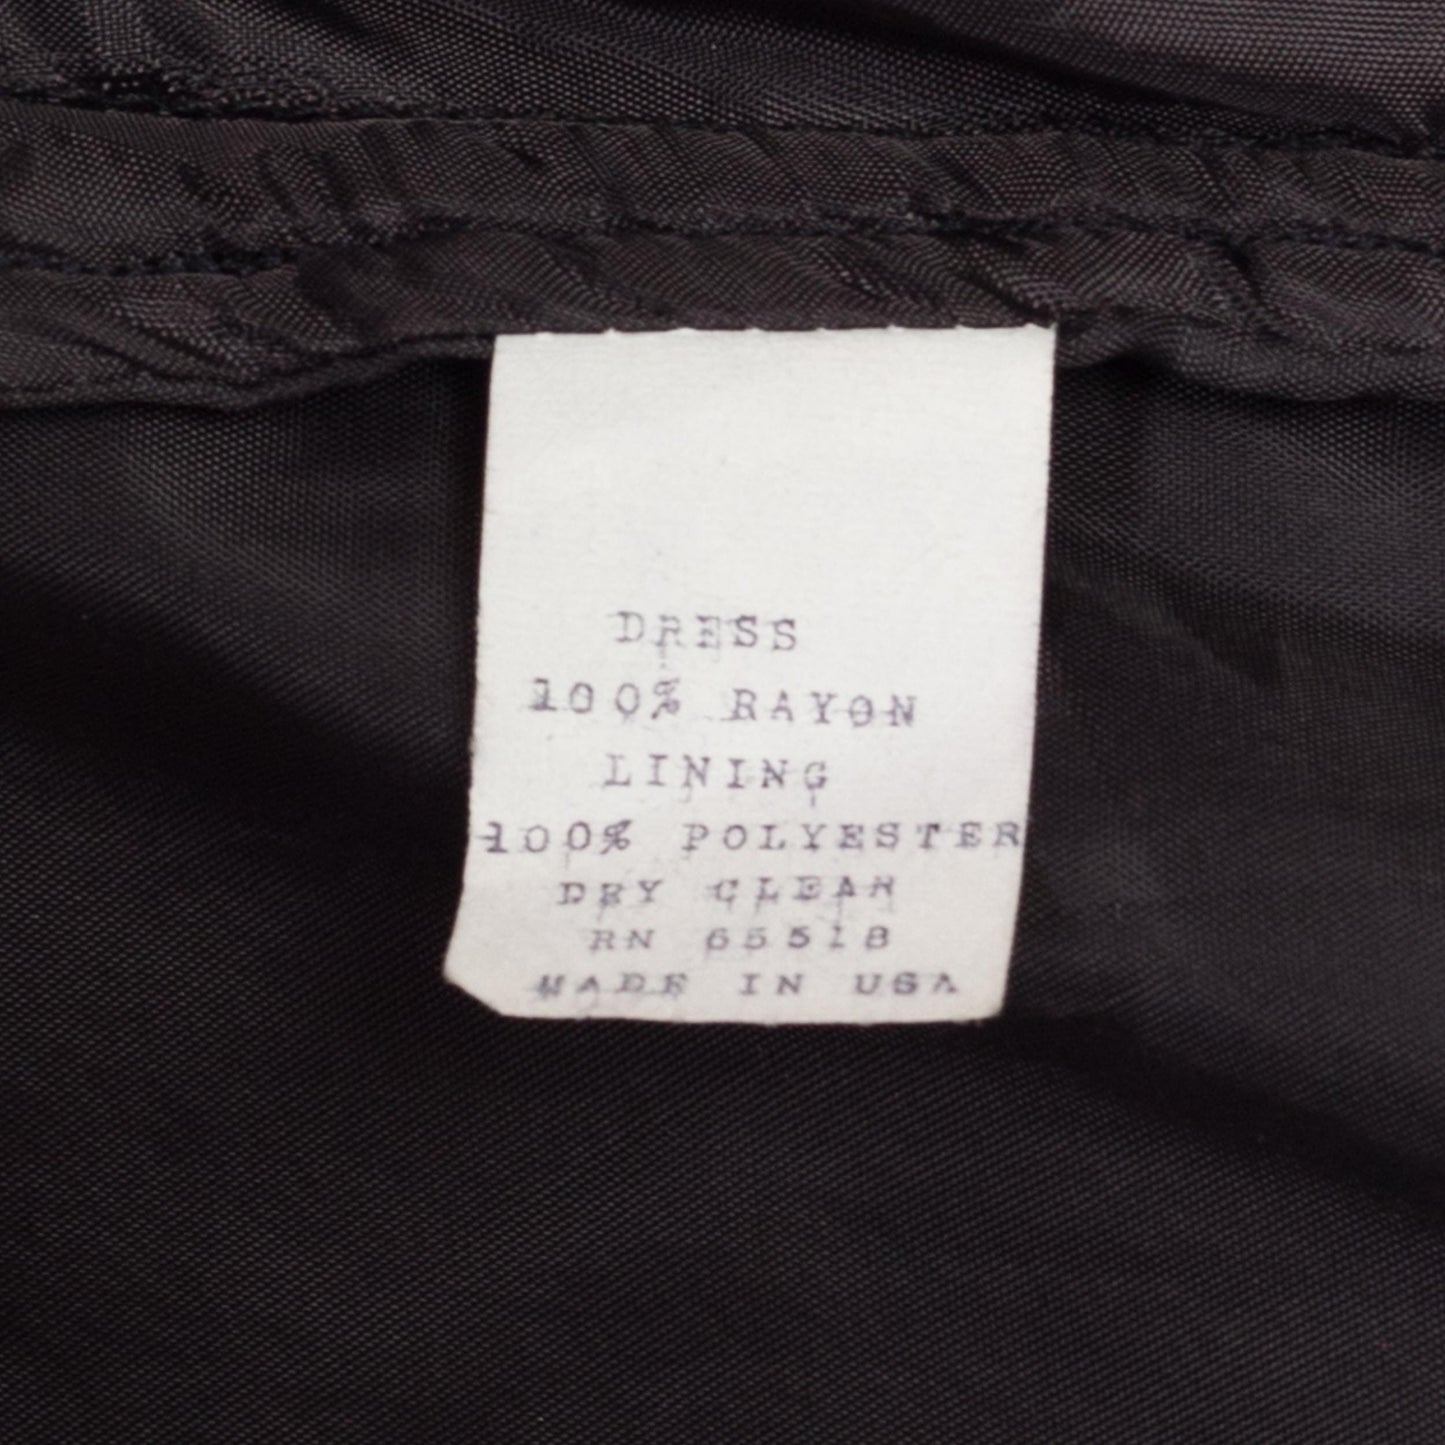 DRESS
100% RAYON
LINING
100% POLYESTER
DRY CLEAN
RN 65518
MADE IN USA